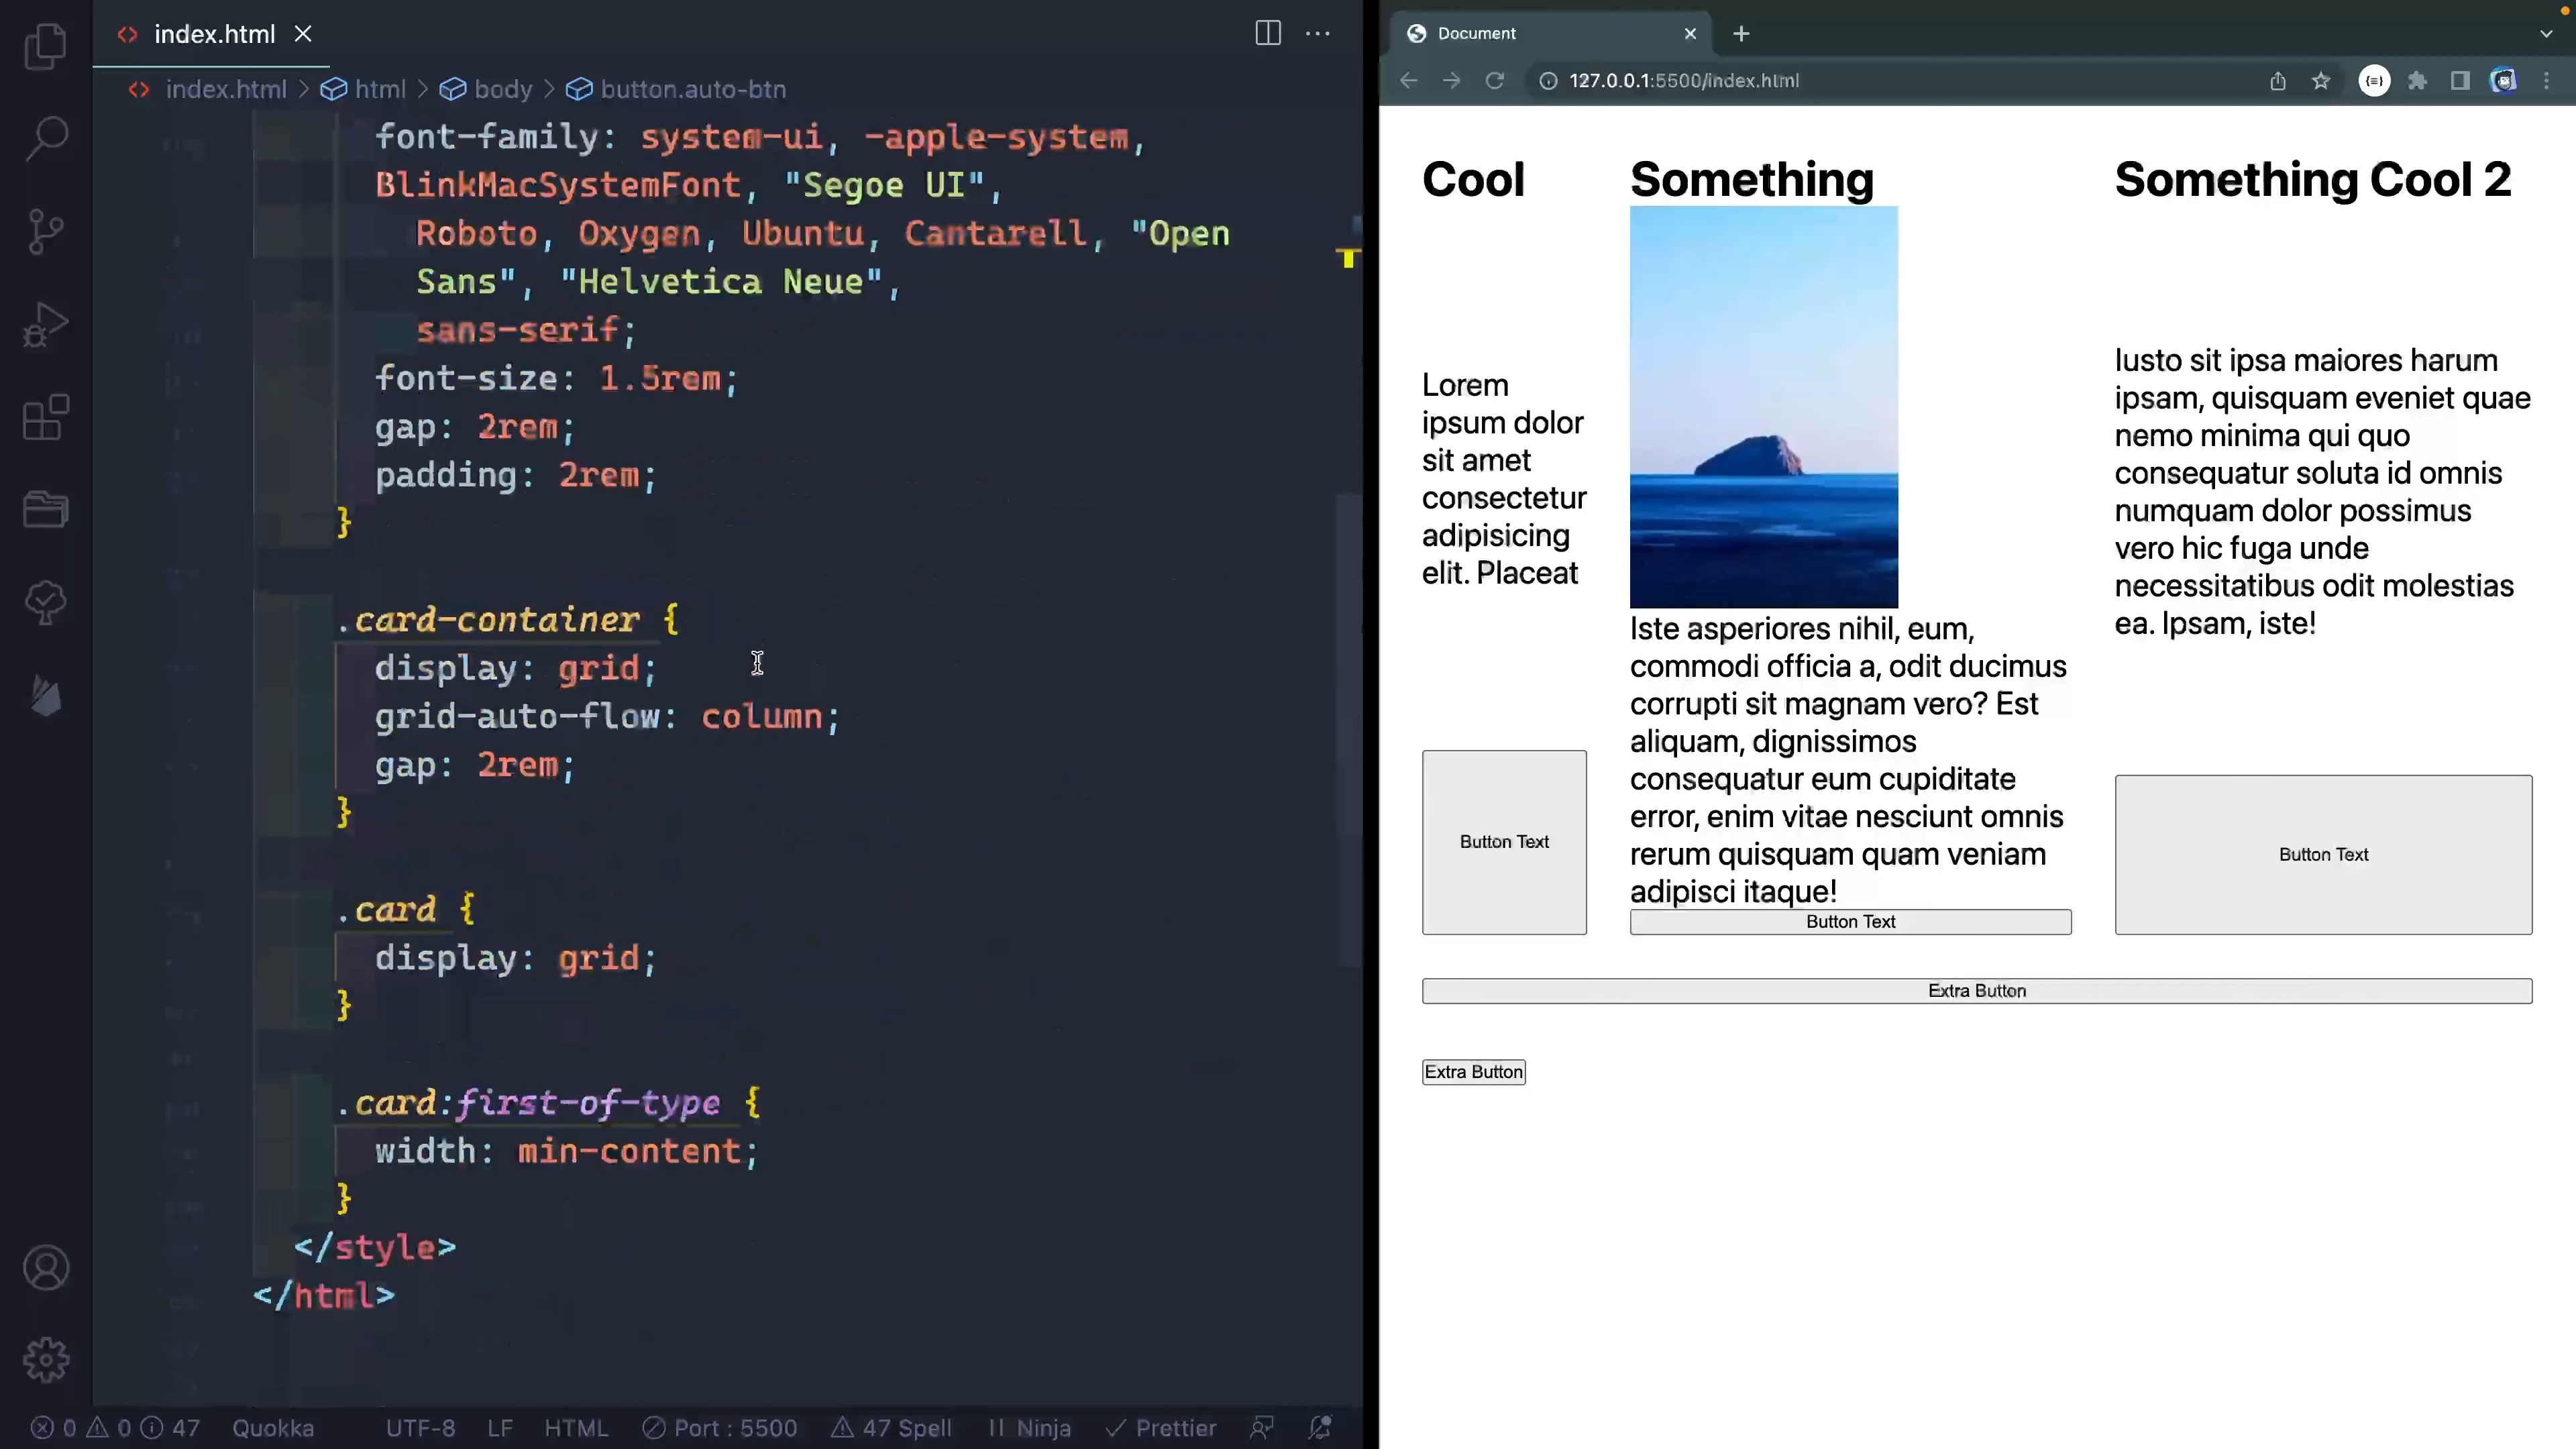 index.html
index.html > html > body > button.auto-btn
font-family: system-ui, -apple-system,
BlinkMacSystemFont, "Segoe UI",
Roboto, Oxygen, Ubuntu, Cantarell, "Open
Sans", "Helvetica Neue",
sans-serif;
font-size: 1.5rem;
gap: 2rem;
padding: 2rem;
}
.card-container {
display: grid;
grid-auto-flow: column;
gap: 2rem;
}
.card {
display: grid;
}
.card:first-of-type {
width: min-content;
}
</style>
</html>
0 0 47 Quokka UTF-8 LF HTML Port : 5500 47 Spell Ninja Prettier
Document
127.0.0.1:5500/index.html
Cool
Lorem
ipsum dolor
sit amet
consectetur
adipisicing
elit. Placeat
Button Text
Something
Iste asperiores nihil, eum,
commodi officia a, odit ducimus
corrupti sit magnam vero? Est
aliquam, dignissimos
consequatur eum cupiditate
error, enim vitae nesciunt omnis
rerum quisquam quam veniam
adipisci itaque!
Button Text
Something Cool 2
Iusto sit ipsa maiores harum
ipsam, quisquam eveniet quae
nemo minima qui quo
consequatur soluta id omnis
numquam dolor possimus
vero hic fuga unde
necessitatibus odit molestias
ea. Ipsam, iste!
Button Text
Extra Button
Extra Button